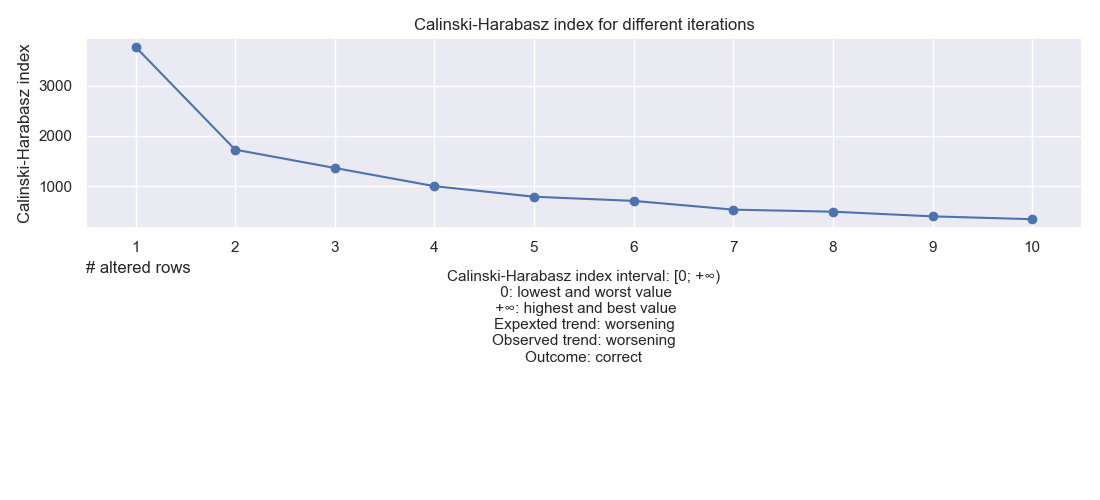 Calinski-Harabasz index for different iterations
Calinski-Harabasz index
3000
2000
1000
1 2 3 4 5 6 7 8 9 10
# altered rows
Calinski-Harabasz index interval: [0; +∞)
0: lowest and worst value
+∞: highest and best value
Expexted trend: worsening
Observed trend: worsening
Outcome: correct